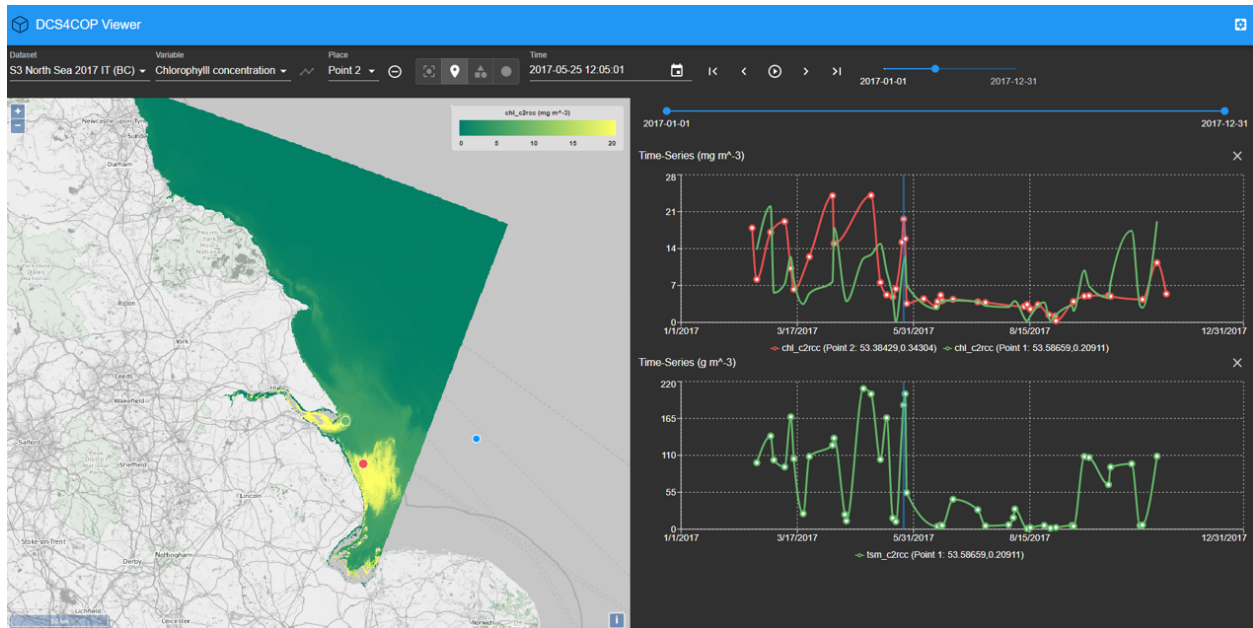 DCS4COP Viewer
Dataset Variable Place Time
S3 North Sea 2017 IT (BC) Chlorophylll concentration Point 2 2017-05-25 12:05:01
2017-01-01 2017-12-31
chl_c2rcc (mg m^-3)
0 5 10 15 20
2017-01-01 2017-12-31
Time-Series (mg m^-3)
28
21
14
7
0
1/1/2017 3/17/2017 5/31/2017 8/15/2017 12/31/2017
chl_c2rcc (Point 2: 53.38429,0.34304) chl_c2rcc (Point 1: 53.58659,0.20911)
Time-Series (g m^-3)
220
165
110
55
0
1/1/2017 3/17/2017 5/31/2017 8/15/2017 12/31/2017
tsm_c2rcc (Point 1: 53.58659,0.20911)
+
−
Newcastle upon Tyne
Durham
Ripon
York
Leeds
Wakefield
Sheffield
Lincoln
Stoke-on-Trent
Nottingham
Derby
Lichfield
Leicester
Norwich
50 km
i